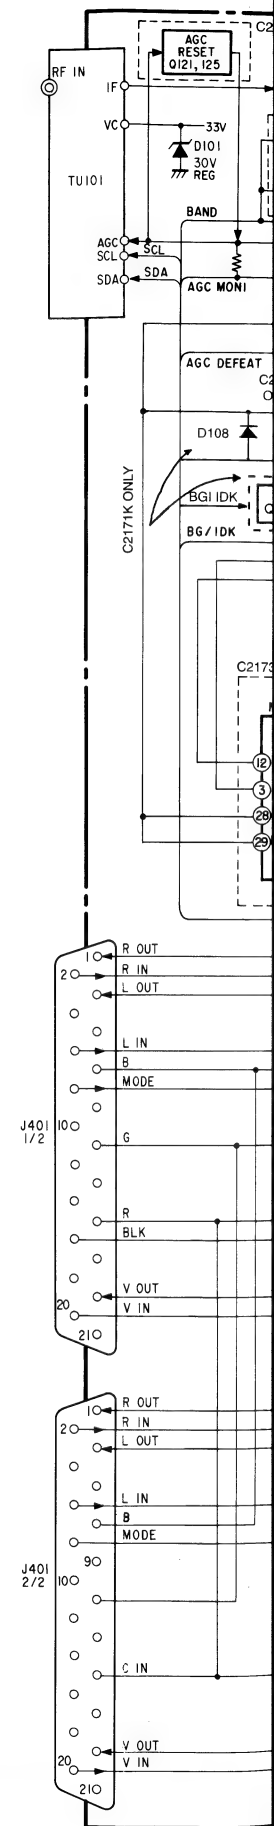 C2
AGC
RESET
Q121, 125
RF IN
IF
VC
33V
D101
30V
REG
TU101
BAND
AGC
SCL
SCL
SDA
SDA
AGC MONI
AGC DEFEAT
C2
O
D108
C2171K ONLY
BG1 IDK
Q
BG/IDK
C2173
12
3
28
29
1
R OUT
2
R IN
L OUT
L IN
B
MODE
J401
1/2
10
G
R
BLK
V OUT
20
V IN
21
1
R OUT
2
R IN
L OUT
L IN
B
MODE
9
J401
2/2
10
C IN
V OUT
20
V IN
21